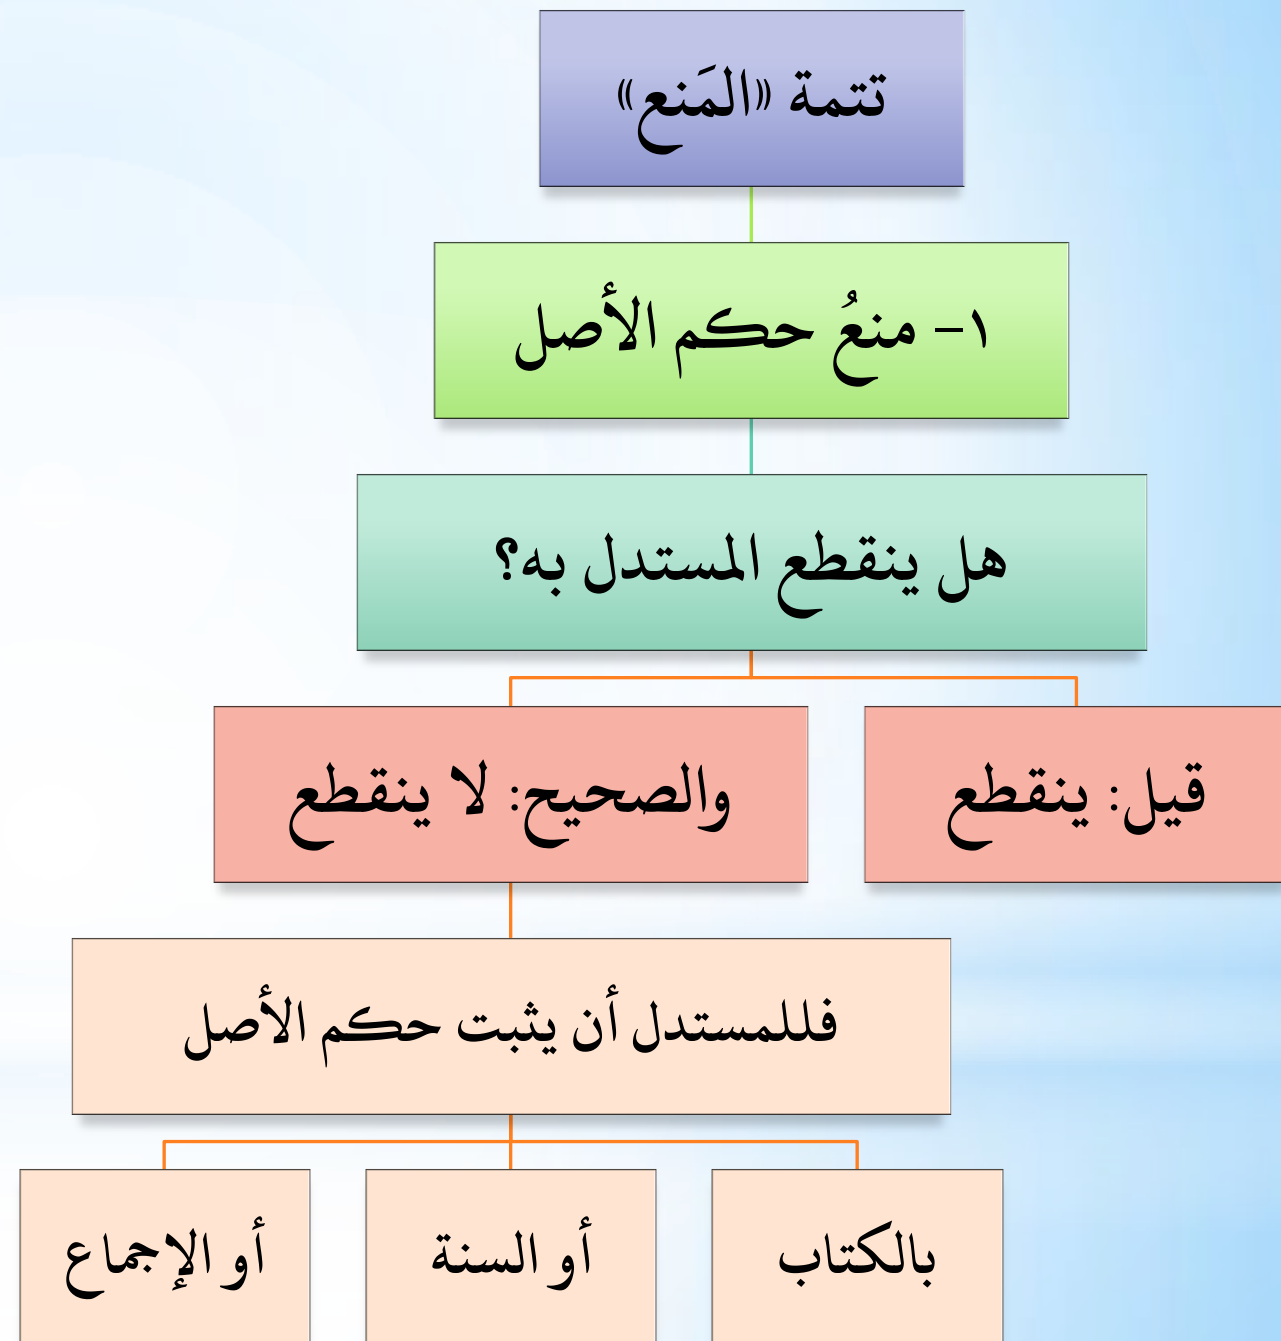 تتمة «المَنع»
١- منعُ حكم الأصل
هل ينقطع المستدل به؟
قيل: ينقطع
والصحيح: لا ينقطع
فللمستدل أن يثبت حكم الأصل
بالكتاب
أو السنة
أو الإجماع